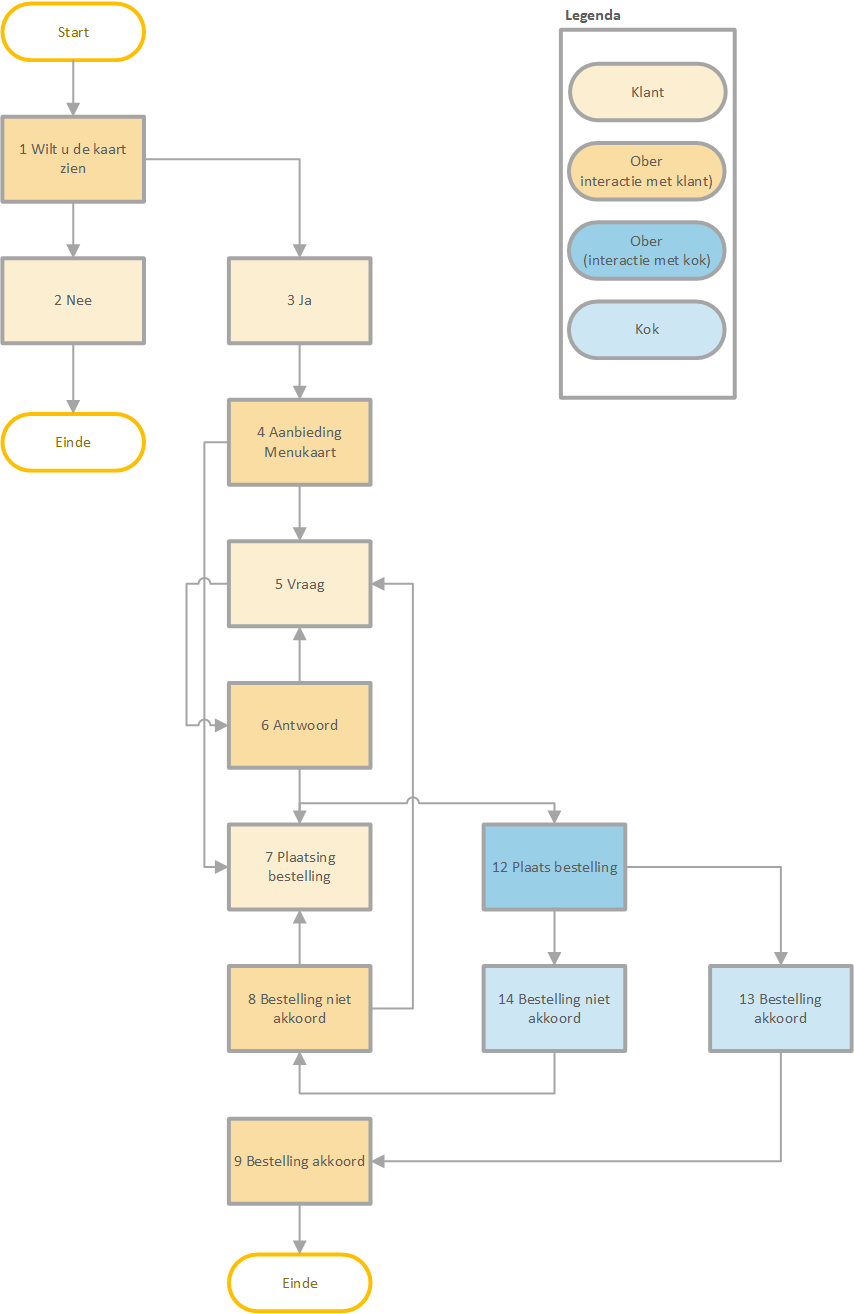 Start
Legenda
Klant
Ober
interactie met klant)
Ober
(interactie met kok)
Kok
1 Wilt u de kaart
zien
2 Nee
3 Ja
Einde
4 Aanbieding
Menukaart
5 Vraag
6 Antwoord
7 Plaatsing
bestelling
12 Plaats bestelling
8 Bestelling niet
akkoord
14 Bestelling niet
akkoord
13 Bestelling
akkoord
9 Bestelling akkoord
Einde